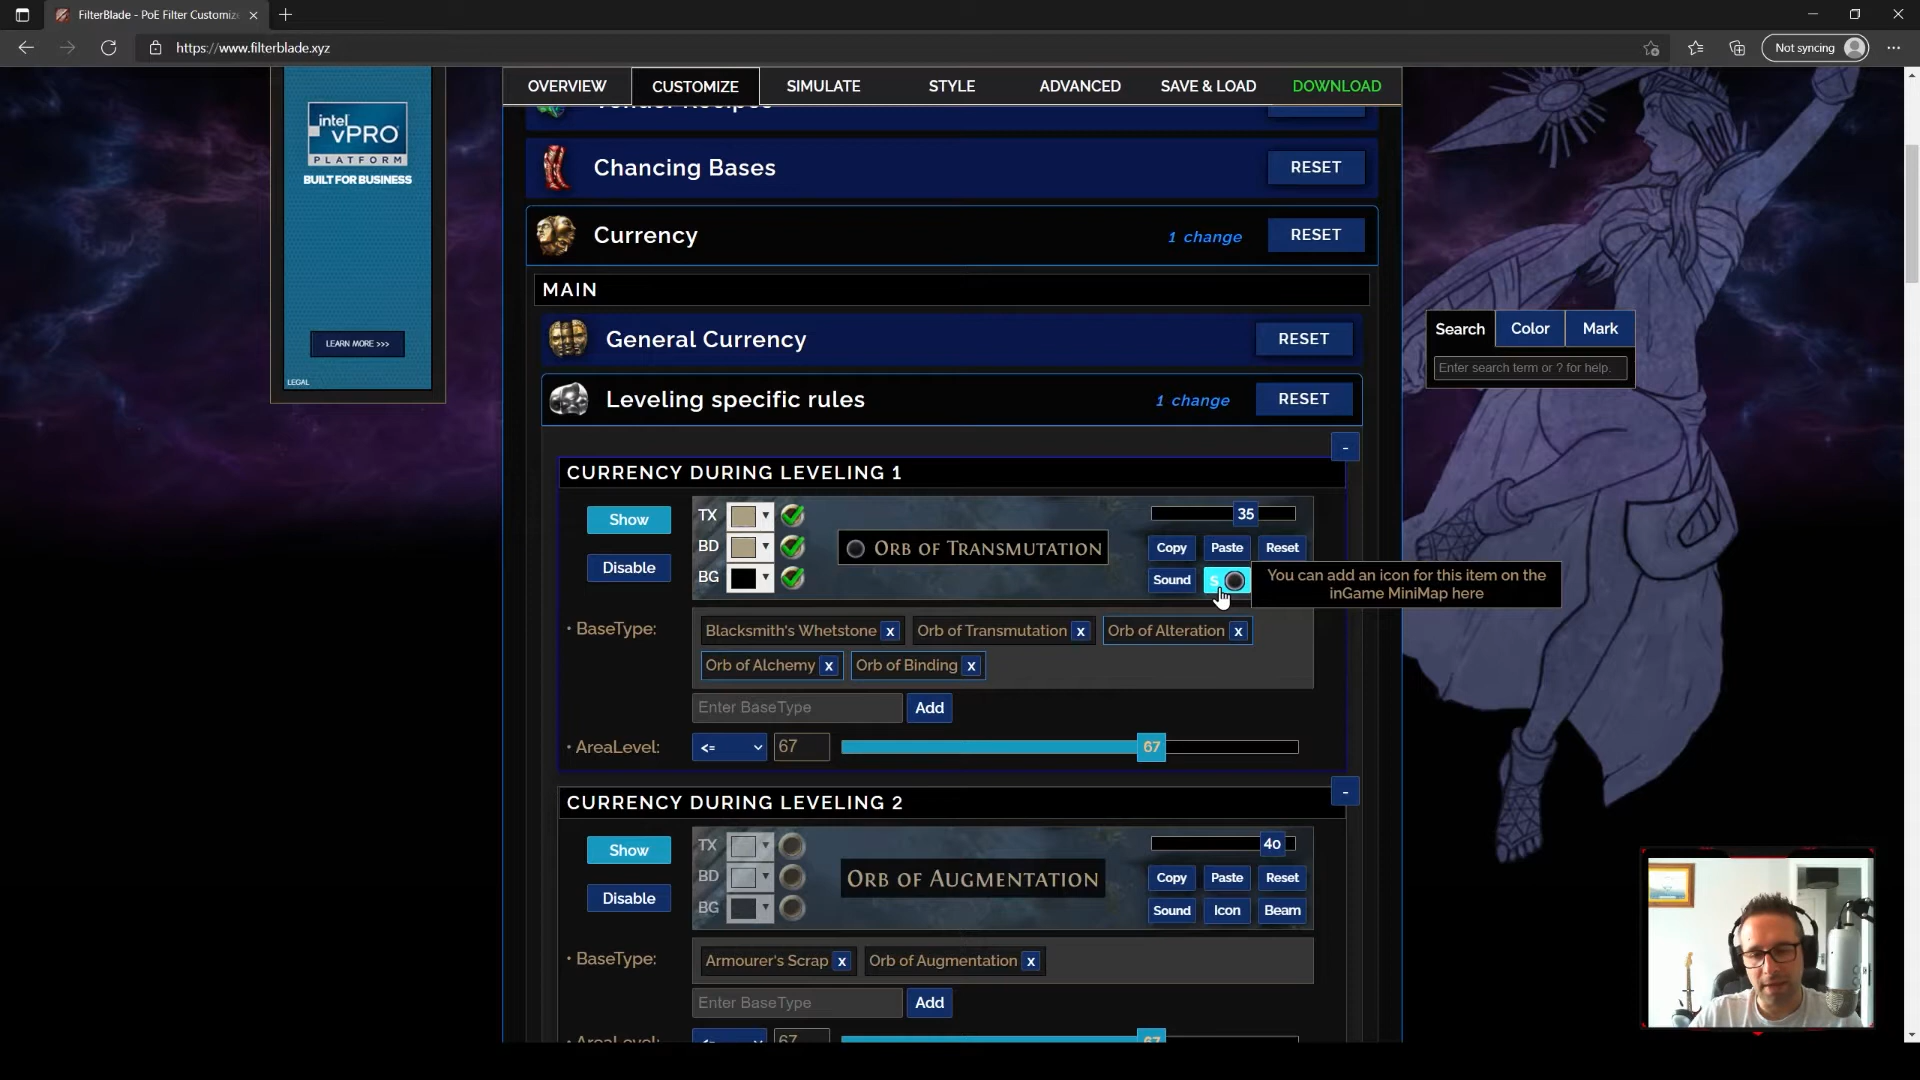 FilterBlade - PoE Filter Customiz
https://www.filterblade.xyz
Not syncing
OVERVIEW
CUSTOMIZE
SIMULATE
STYLE
ADVANCED
SAVE & LOAD
DOWNLOAD
intel
vPRO
PLATFORM
BUILT FOR BUSINESS
LEARN MORE >>>
LEGAL
Chancing Bases
RESET
Currency
1 change
RESET
MAIN
General Currency
RESET
Leveling specific rules
1 change
RESET
Search
Color
Mark
Enter search term or ? for help.
-
CURRENCY DURING LEVELING 1
Show
Disable
TX
BD
BG
ORB OF TRANSMUTATION
35
Copy
Paste
Reset
Sound
S
You can add an icon for this item on the
inGame MiniMap here
• BaseType:
Blacksmith's Whetstone x
Orb of Transmutation x
Orb of Alteration x
Orb of Alchemy x
Orb of Binding x
Enter BaseType
Add
• AreaLevel:
<=
67
67
-
CURRENCY DURING LEVELING 2
Show
Disable
TX
BD
BG
ORB OF AUGMENTATION
40
Copy
Paste
Reset
Sound
Icon
Beam
• BaseType:
Armourer's Scrap x
Orb of Augmentation x
Enter BaseType
Add
• AreaLevel:
67
67